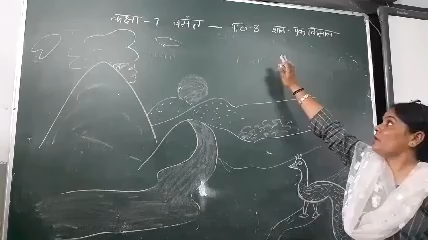 कक्षा - 7 वसंत — पाठ-8 शाम - एक किसान